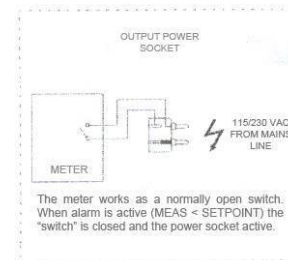 OUTPUT POWER
SOCKET
115/230 VAC
FROM MAINS
LINE
METER
The meter works as a normally open switch.
When alarm is active (MEAS < SETPOINT) the
"switch" is closed and the power socket active.